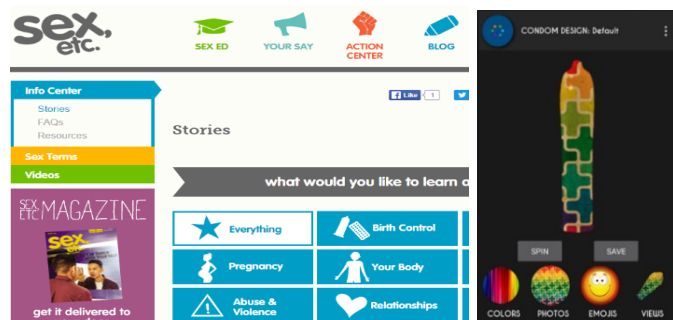 sex,
etc.
SEX ED
YOUR SAY
ACTION
CENTER
BLOG
Info Center
Stories
FAQs
Resources
Sex Terms
Videos
Like
1
Stories
what would you like to learn a
Everything
Birth Control
Pregnancy
Your Body
Abuse &
Violence
Relationships
SEX
ETC MAGAZINE
sex
get it delivered to
CONDOM DESIGN: Default
SPIN
SAVE
COLORS
PHOTOS
EMOJIS
VIEWS